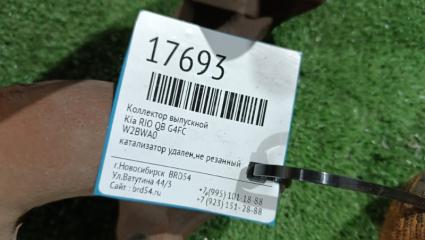 17693
Коллектор выпускной
Kia RIO QB G4FC
W2BWA0
катализатор удален,не резанный
г.Новосибирск BRD54
Ул.Ватутина 44/3
Сайт: brd54.ru
+7(995) 101-18-88
+7 (923) 151-28-88